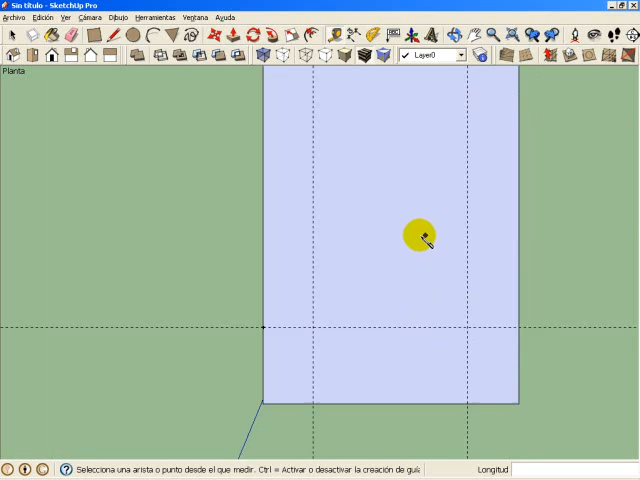 Sin título - SketchUp Pro
Archivo Edición Ver Cámara Dibujo Herramientas Ventana Ayuda
Layer0
Planta
Selecciona una arista o punto desde el que medir. Ctrl = Activar o desactivar la creación de guía
Longitud